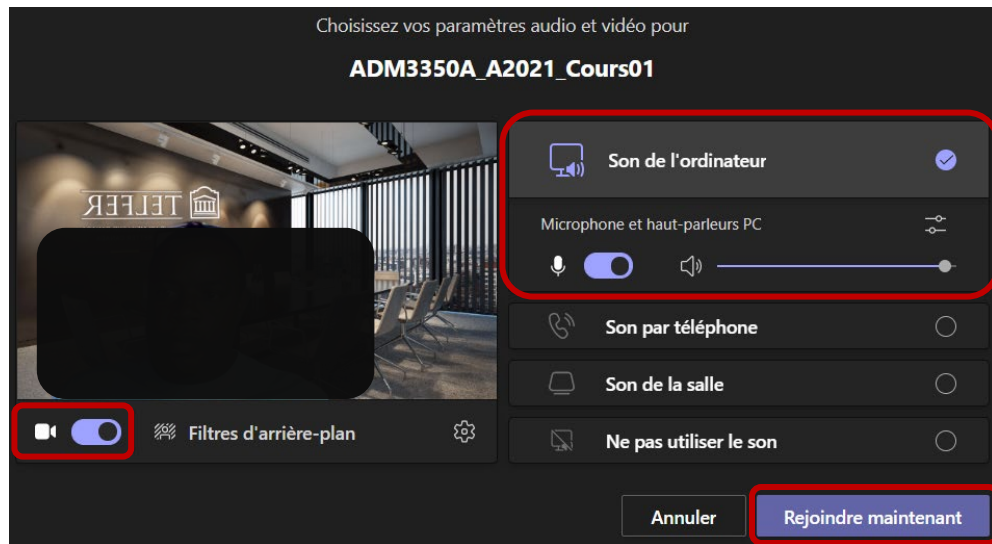 Choisissez vos paramètres audio et vidéo pour
ADM3350A_A2021_Cours01
TELFER
Son de l'ordinateur
Microphone et haut-parleurs PC
Son par téléphone
Son de la salle
Filtres d'arrière-plan
Ne pas utiliser le son
Annuler
Rejoindre maintenant